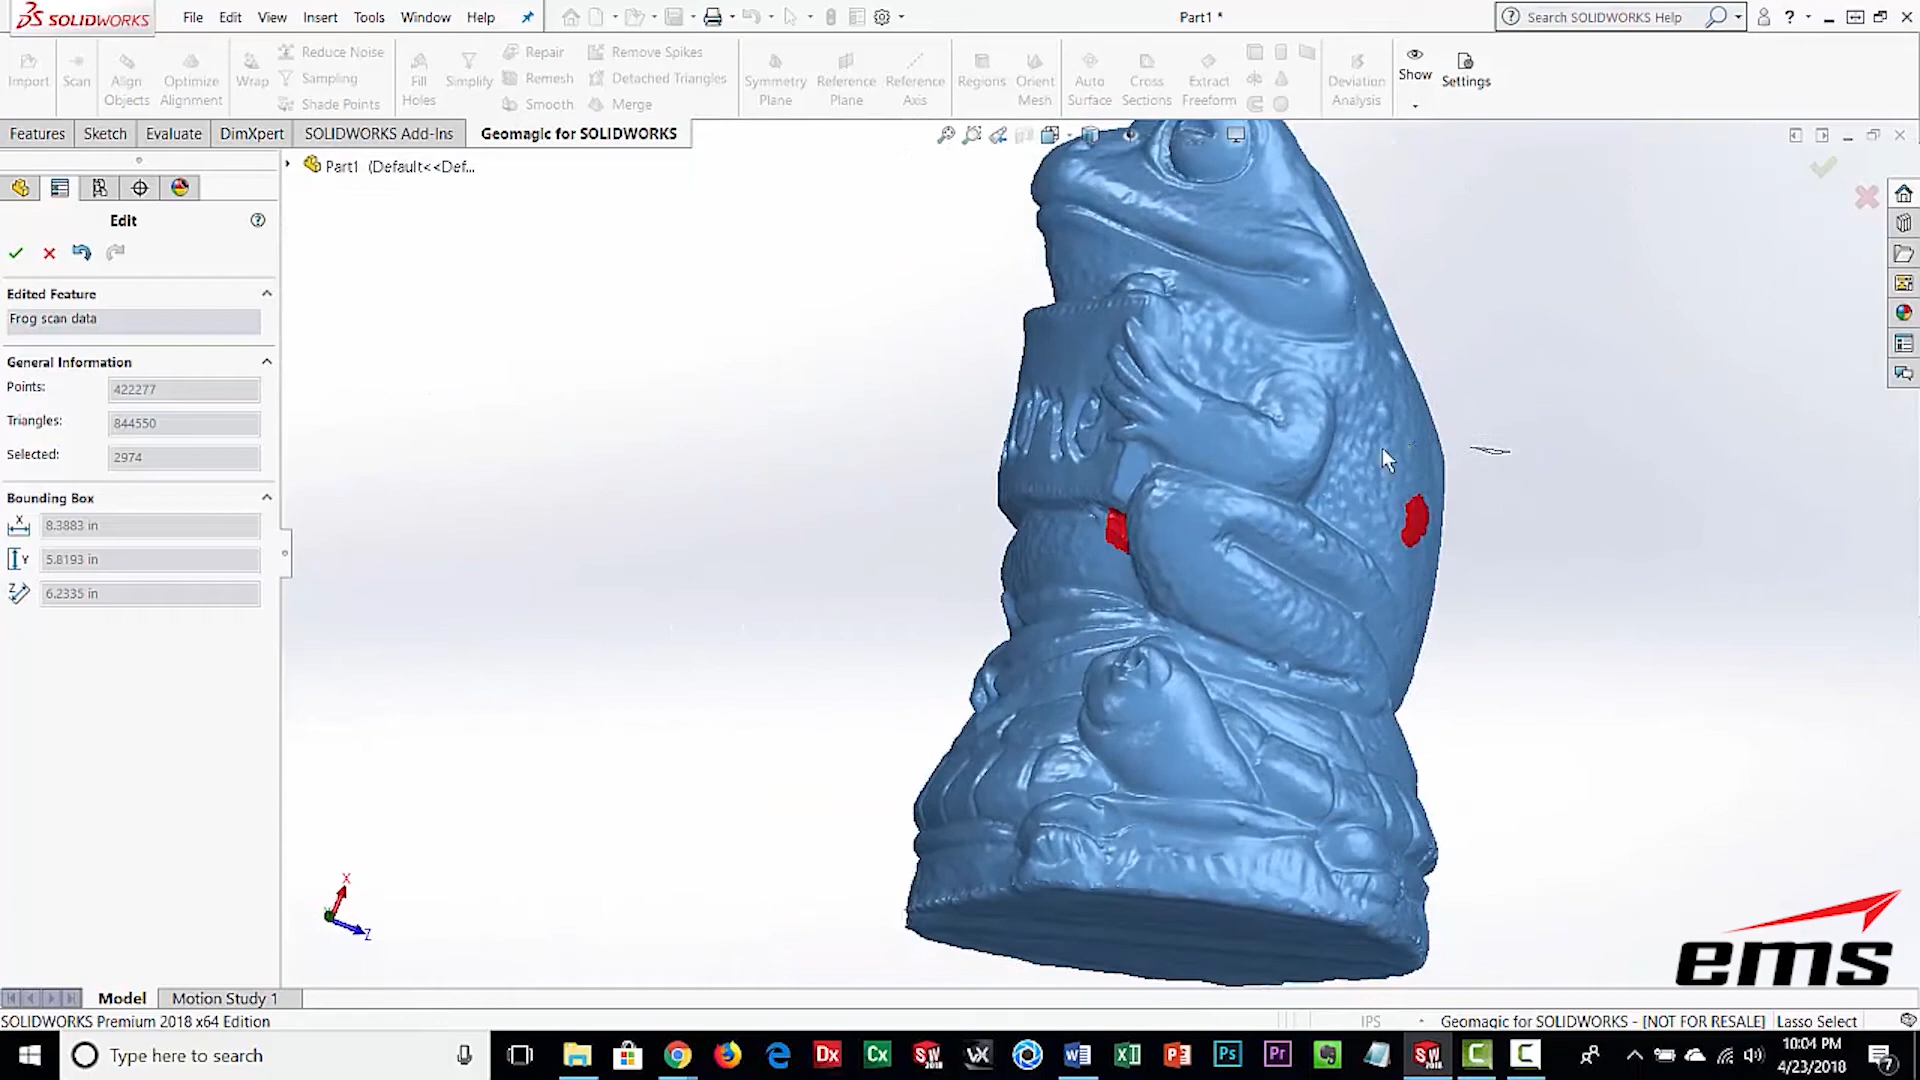 SOLIDWORKS File Edit View Insert Tools Window Help Part1 * Search SOLIDWORKS Help
Import Scan Align Objects Optimize Alignment Wrap Reduce Noise Sampling Shade Points Fill Holes Simplify Repair Remesh Smooth Remove Spikes Detached Triangles Merge Symmetry Plane Reference Plane Reference Axis Regions Orient Mesh Auto Surface Cross Sections Extract Freeform Deviation Analysis Show Settings
Features Sketch Evaluate DimXpert SOLIDWORKS Add-Ins Geomagic for SOLIDWORKS
Part1 (Default<<Def...
Edit
Edited Feature
Frog scan data
General Information
Points: 422277
Triangles: 844550
Selected: 2974
Bounding Box
X 8.3883 in
Y 5.8193 in
Z 6.2335 in
me
X
Z
ems
Model Motion Study 1
SOLIDWORKS Premium 2018 x64 Edition IPS Geomagic for SOLIDWORKS - [NOT FOR RESALE] Lasso Select
Type here to search
10:04 PM
4/23/2018
7